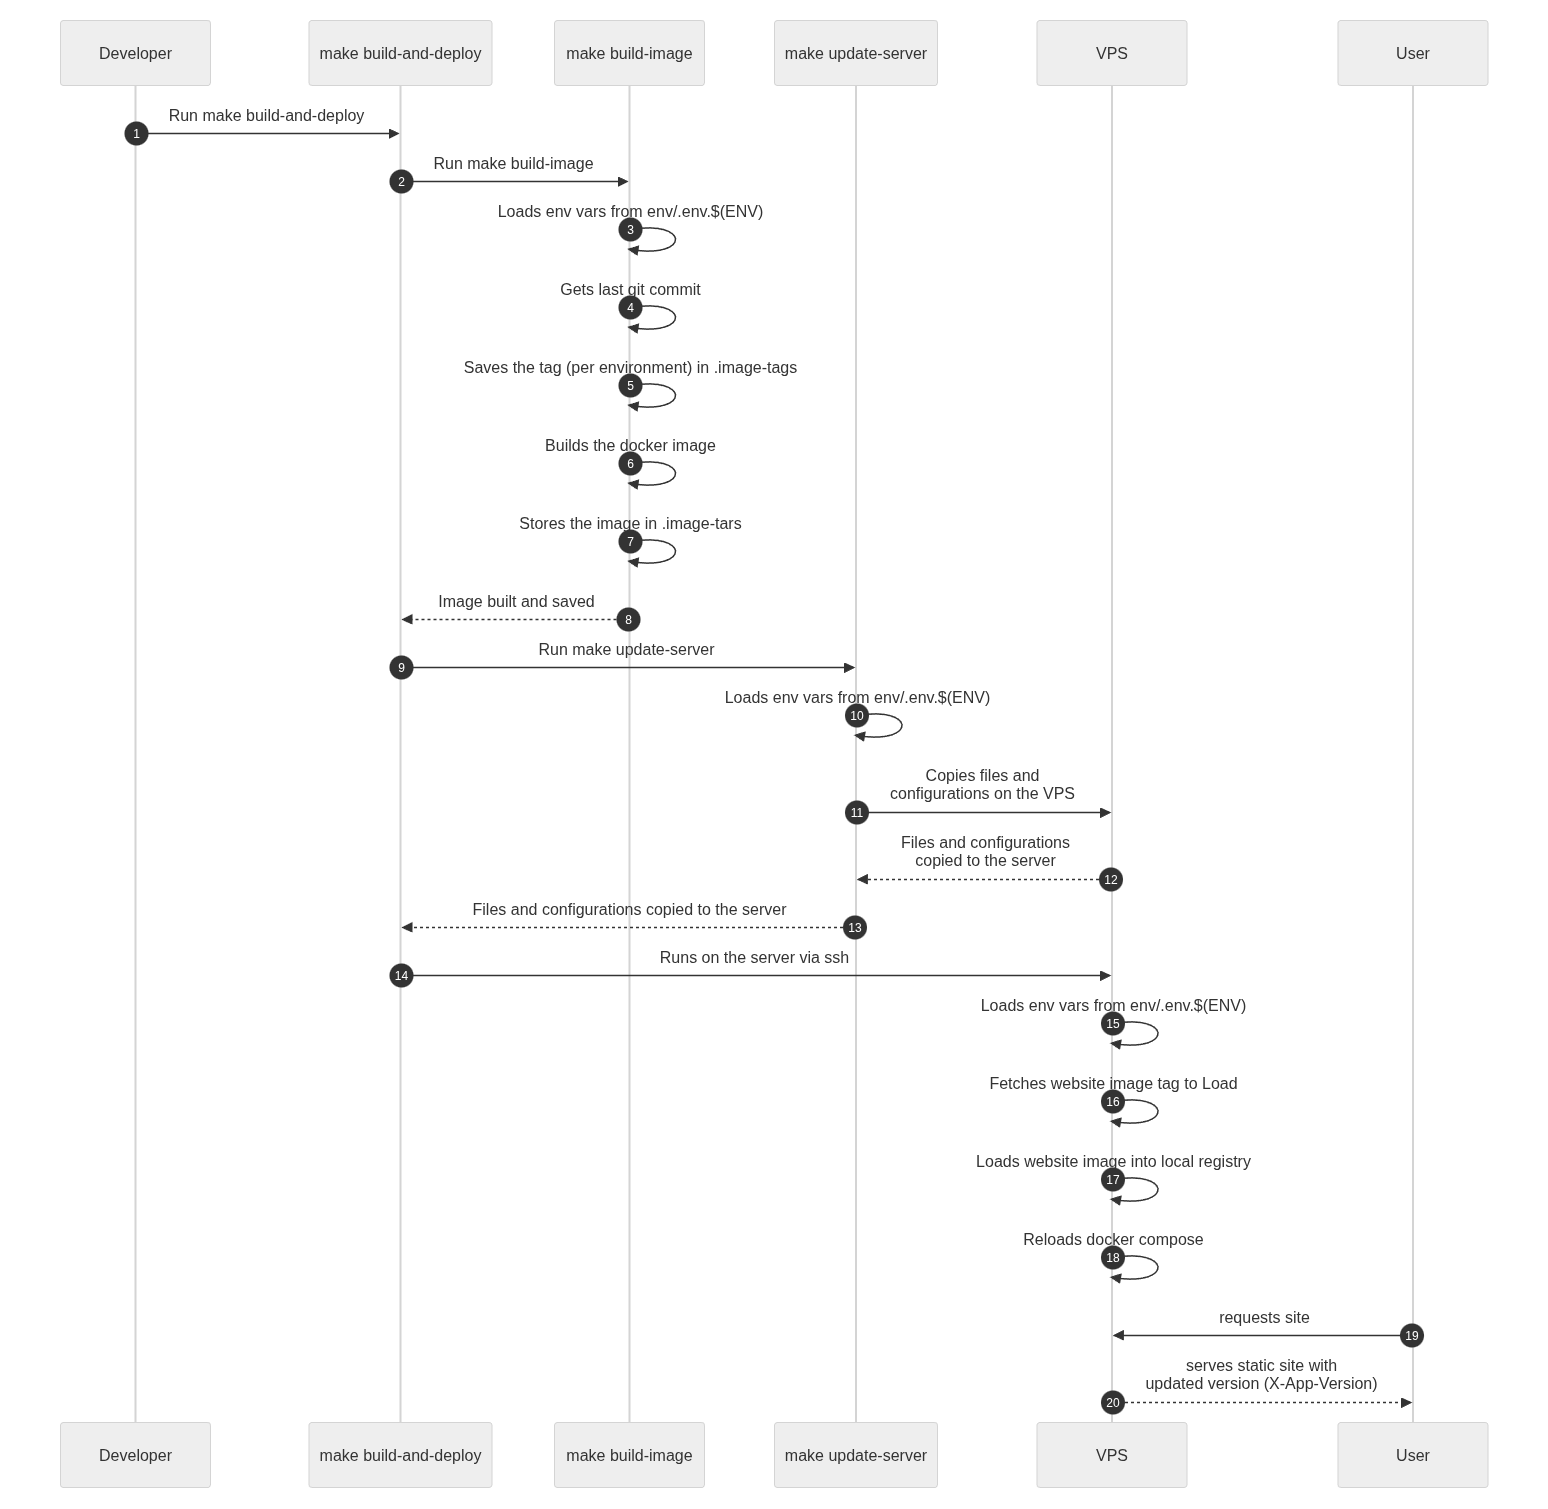 Developer
make build-and-deploy
make build-image
make update-server
VPS
User
Run make build-and-deploy
1
Run make build-image
2
Loads env vars from env/.env.$(ENV)
3
Gets last git commit
4
Saves the tag (per environment) in .image-tags
5
Builds the docker image
6
Stores the image in .image-tars
7
Image built and saved
8
Run make update-server
9
Loads env vars from env/.env.$(ENV)
10
Copies files and
configurations on the VPS
11
Files and configurations
copied to the server
12
Files and configurations copied to the server
13
Runs on the server via ssh
14
Loads env vars from env/.env.$(ENV)
15
Fetches website image tag to Load
16
Loads website image into local registry
17
Reloads docker compose
18
requests site
19
serves static site with
updated version (X-App-Version)
20
Developer
make build-and-deploy
make build-image
make update-server
VPS
User